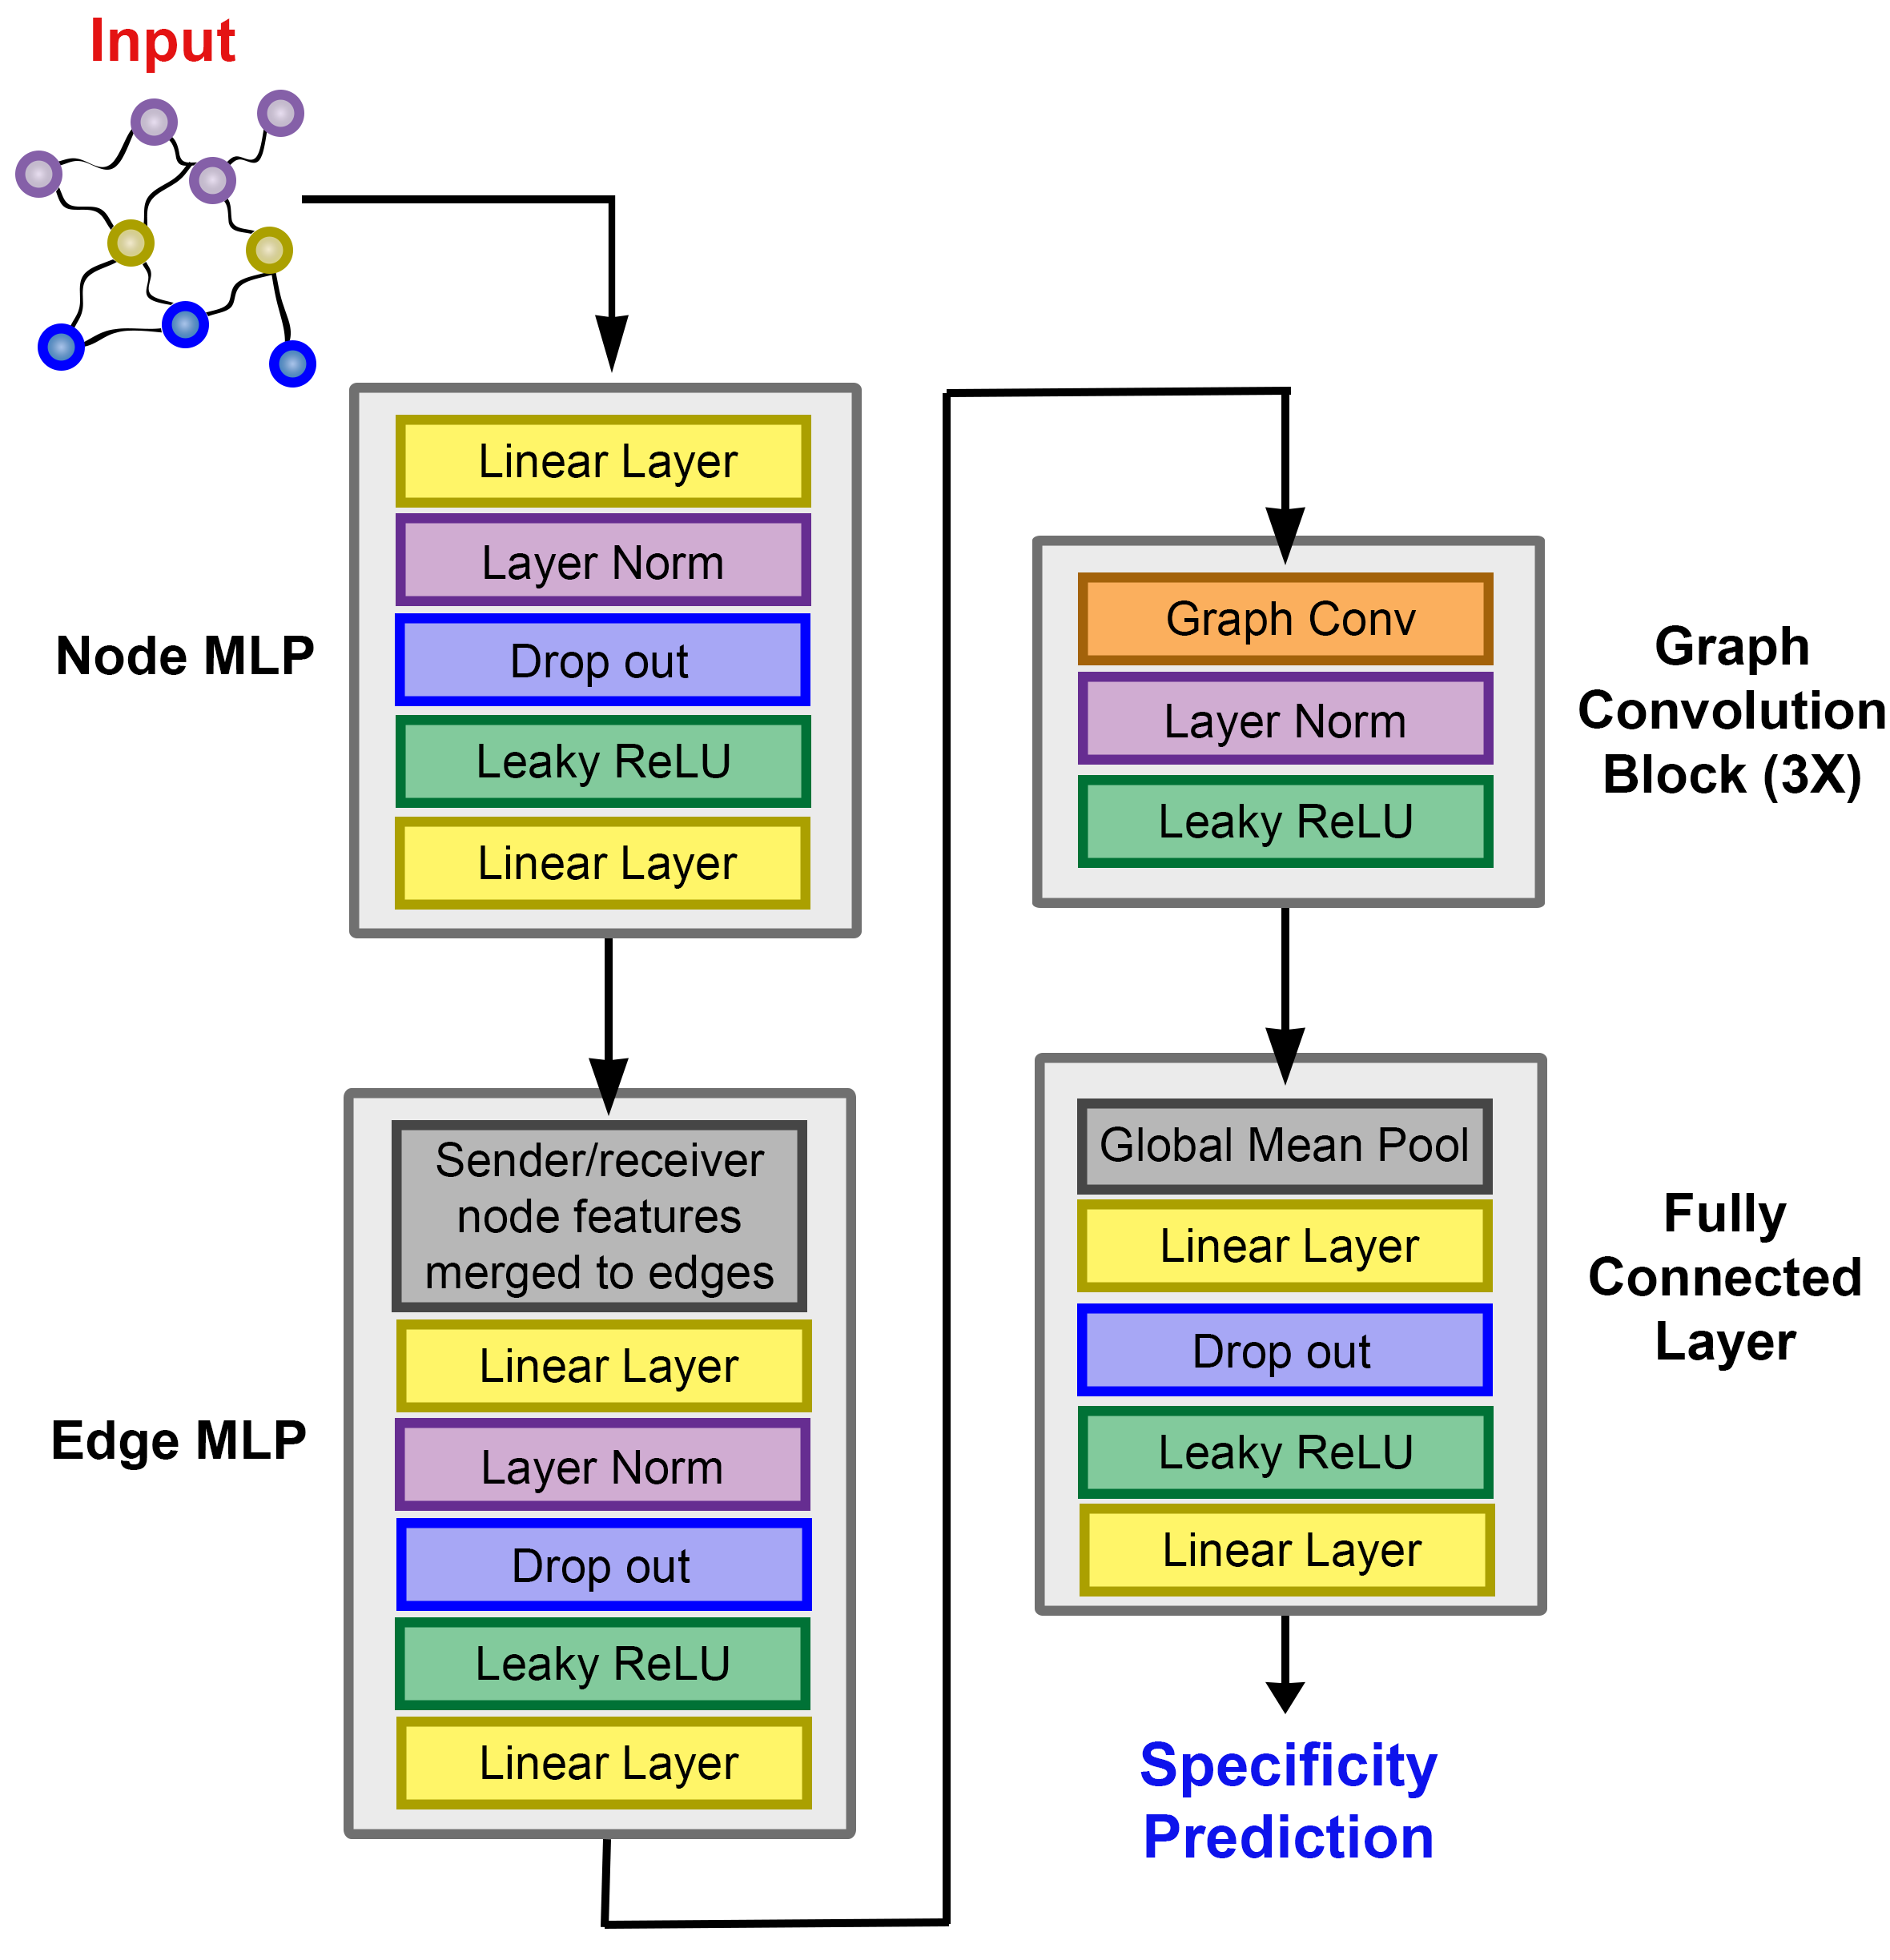 Input
Node MLP
Linear Layer
Layer Norm
Drop out
Leaky ReLU
Linear Layer
Edge MLP
Sender/receiver
node features
merged to edges
Linear Layer
Layer Norm
Drop out
Leaky ReLU
Linear Layer
Graph Conv
Layer Norm
Leaky ReLU
Graph
Convolution
Block (3X)
Global Mean Pool
Linear Layer
Drop out
Leaky ReLU
Linear Layer
Fully
Connected
Layer
Specificity
Prediction